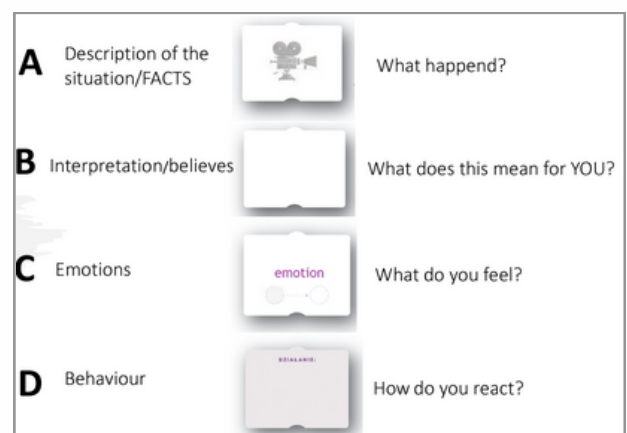 A
Description of the
situation/FACTS
What happend?
B
Interpretation/believes
What does this mean for YOU?
C
Emotions
emotion
What do you feel?
D
Behaviour
DZIAŁANIE:
How do you react?